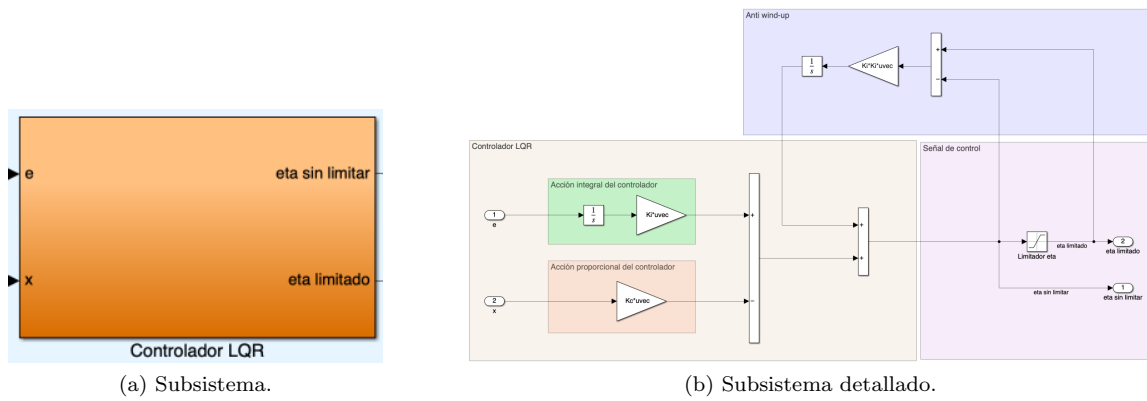 e
x
eta sin limitar
eta limitado
Controlador LQR
(a) Subsistema.
Anti wind-up
1
s
Ki*Ki*uvec
+
−
Controlador LQR
Acción integral del controlador
1
e
1
s
Ki*uvec
Acción proporcional del controlador
2
x
Kc*uvec
+
−
+
+
Señal de control
Limitador eta
eta limitado
2
eta limitado
eta sin limitar
1
eta sin limitar
(b) Subsistema detallado.